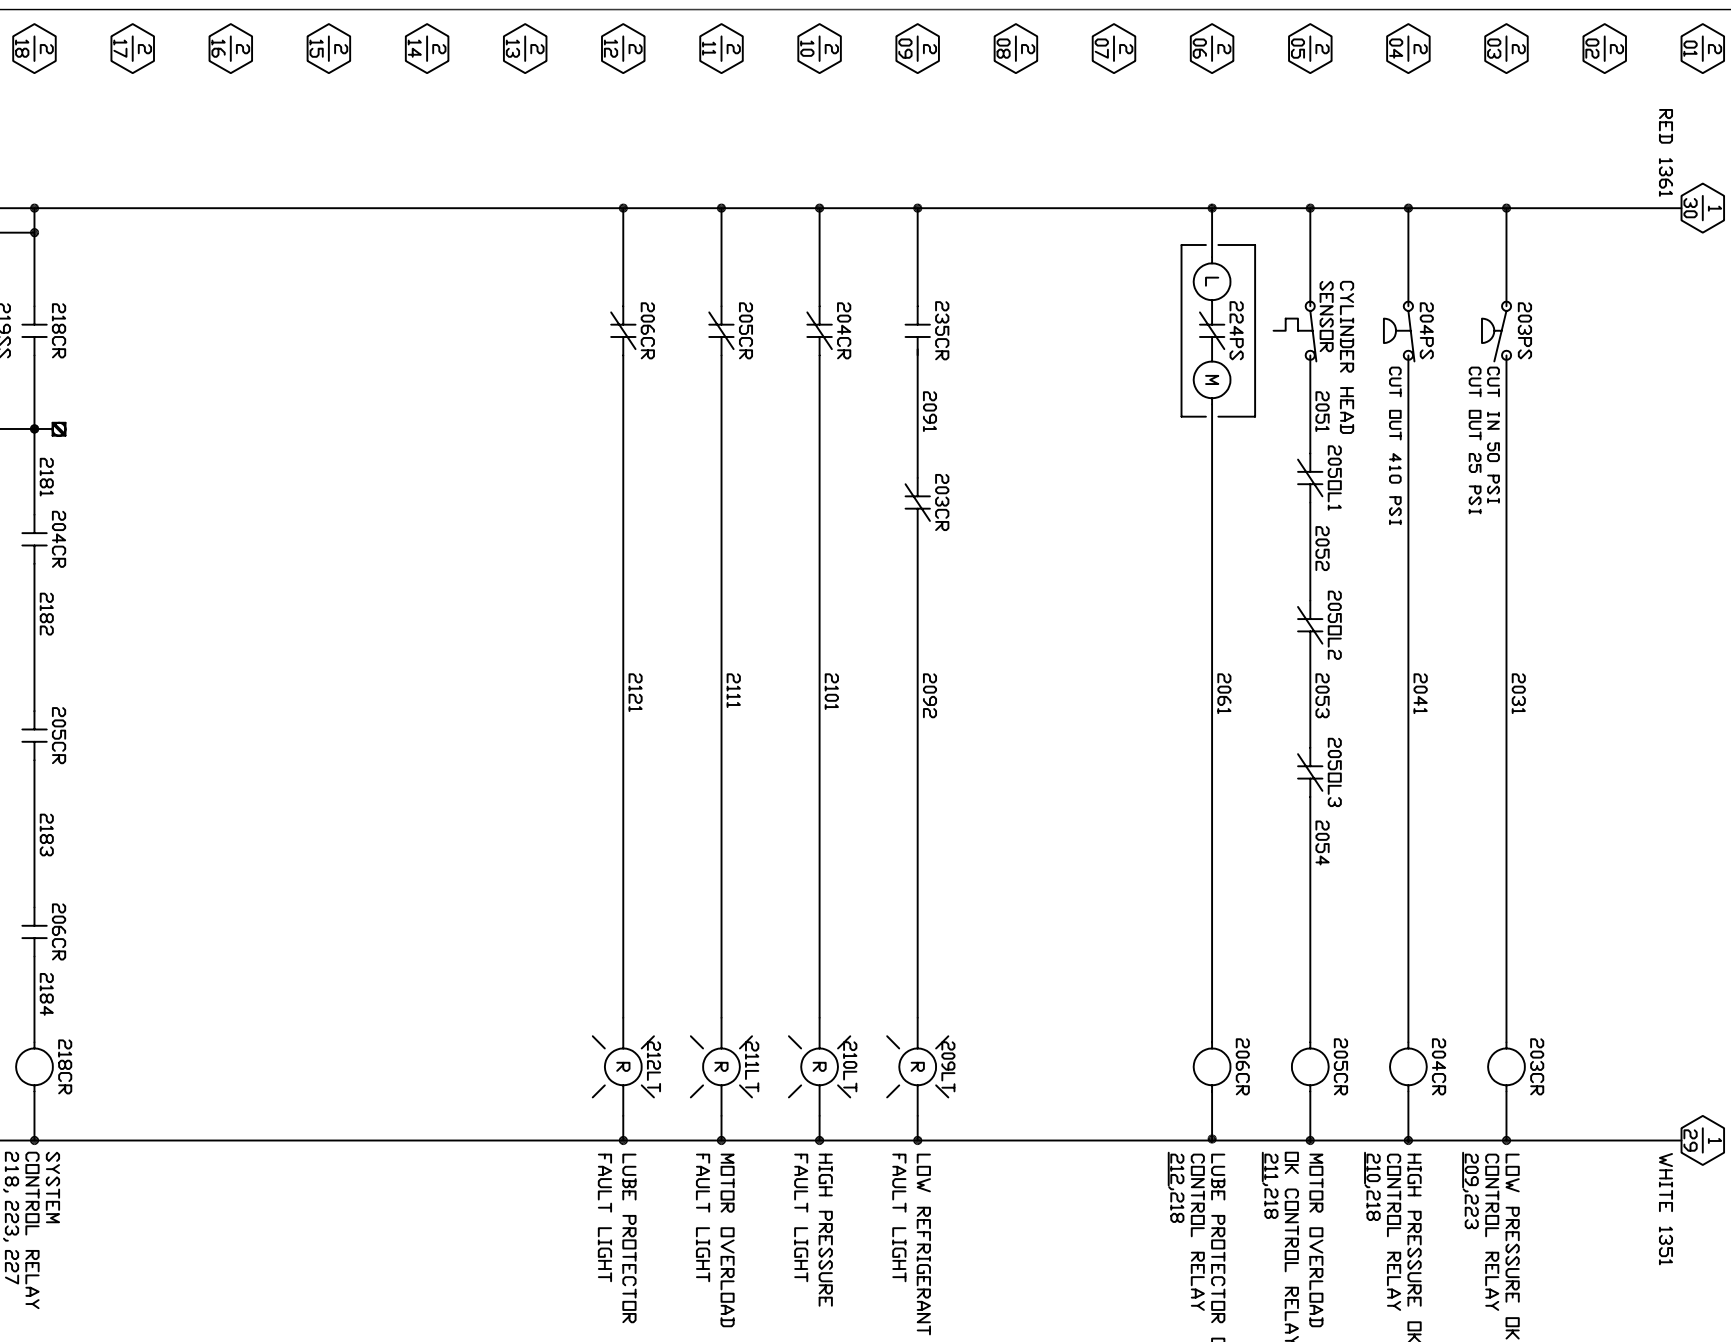 2
01
2
02
2
03
2
04
2
05
2
06
2
07
2
08
2
09
2
10
2
11
2
12
2
13
2
14
2
15
2
16
2
17
2
18
RED 1361
1
30
1
29
WHITE 1351
203PS
CUT IN 50 PSI
CUT OUT 25 PSI
2031
203CR
LOW PRESSURE OK
CONTROL RELAY
209,223
204PS
CUT OUT 410 PSI
2041
204CR
HIGH PRESSURE OK
CONTROL RELAY
210,218
CYLINDER HEAD
SENSOR
2051
205OL1
2052
205OL2
2053
205OL3
2054
205CR
MOTOR OVERLOAD
OK CONTROL RELAY
211,218
L
224PS
M
2061
206CR
LUBE PROTECTOR
CONTROL RELAY
212,218
235CR
2091
203CR
2092
209LT
R
LOW REFRIGERANT
FAULT LIGHT
204CR
2101
210LT
R
HIGH PRESSURE
FAULT LIGHT
205CR
2111
211LT
R
MOTOR OVERLOAD
FAULT LIGHT
206CR
2121
212LT
R
LUBE PROTECTOR
FAULT LIGHT
218CR
2181
204CR
2182
205CR
2183
206CR
2184
218CR
SYSTEM
CONTROL RELAY
218, 223, 227
219SS